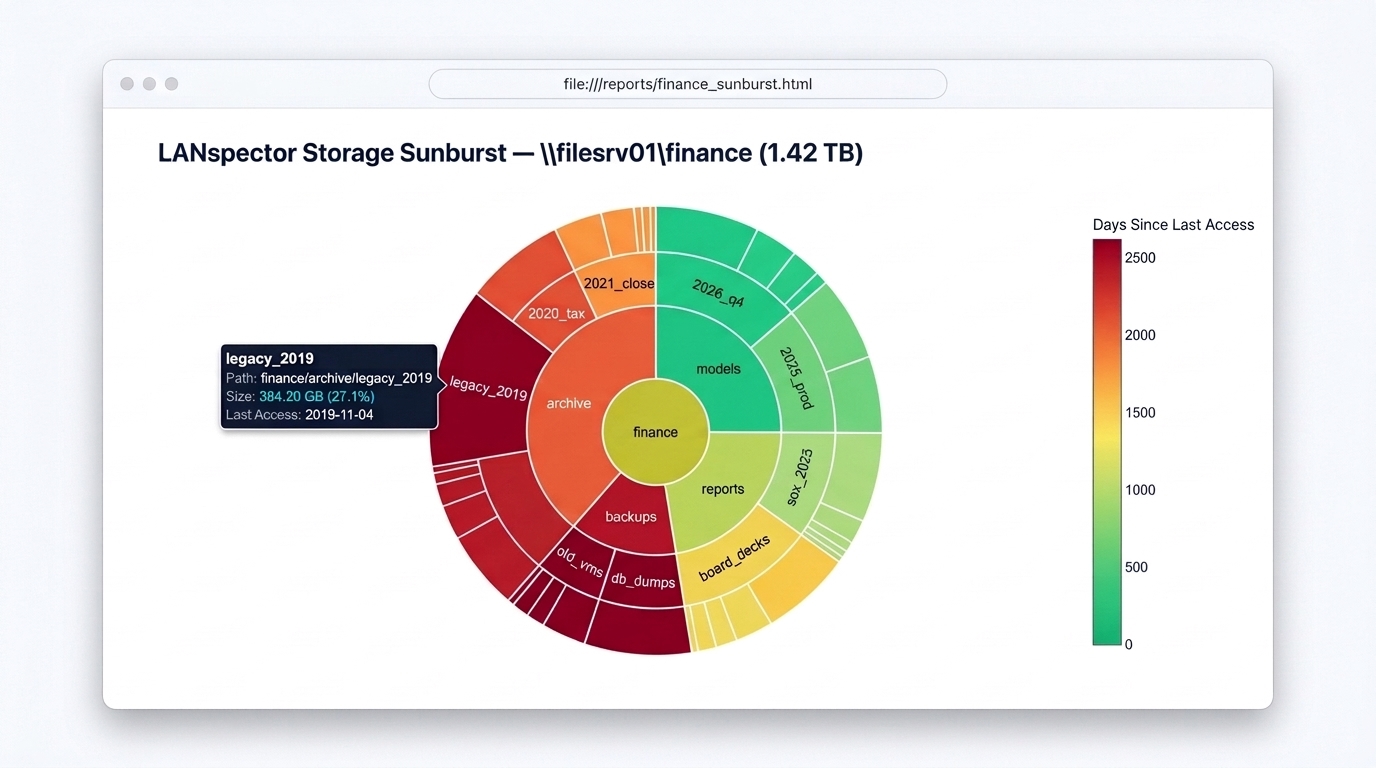 file:///reports/finance_sunburst.html
LANspector Storage Sunburst — \\filesrv01\finance (1.42 TB)
Days Since Last Access
2500
2000
1500
1000
500
0
2021_close
2026_q4
2020_tax
models
2025_prod
legacy_2019
Path: finance/archive/legacy_2019
Size: 384.20 GB (27.1%)
Last Access: 2019-11-04
legacy_2019
archive
finance
reports
sox_2025
backups
board_decks
old_vms
db_dumps